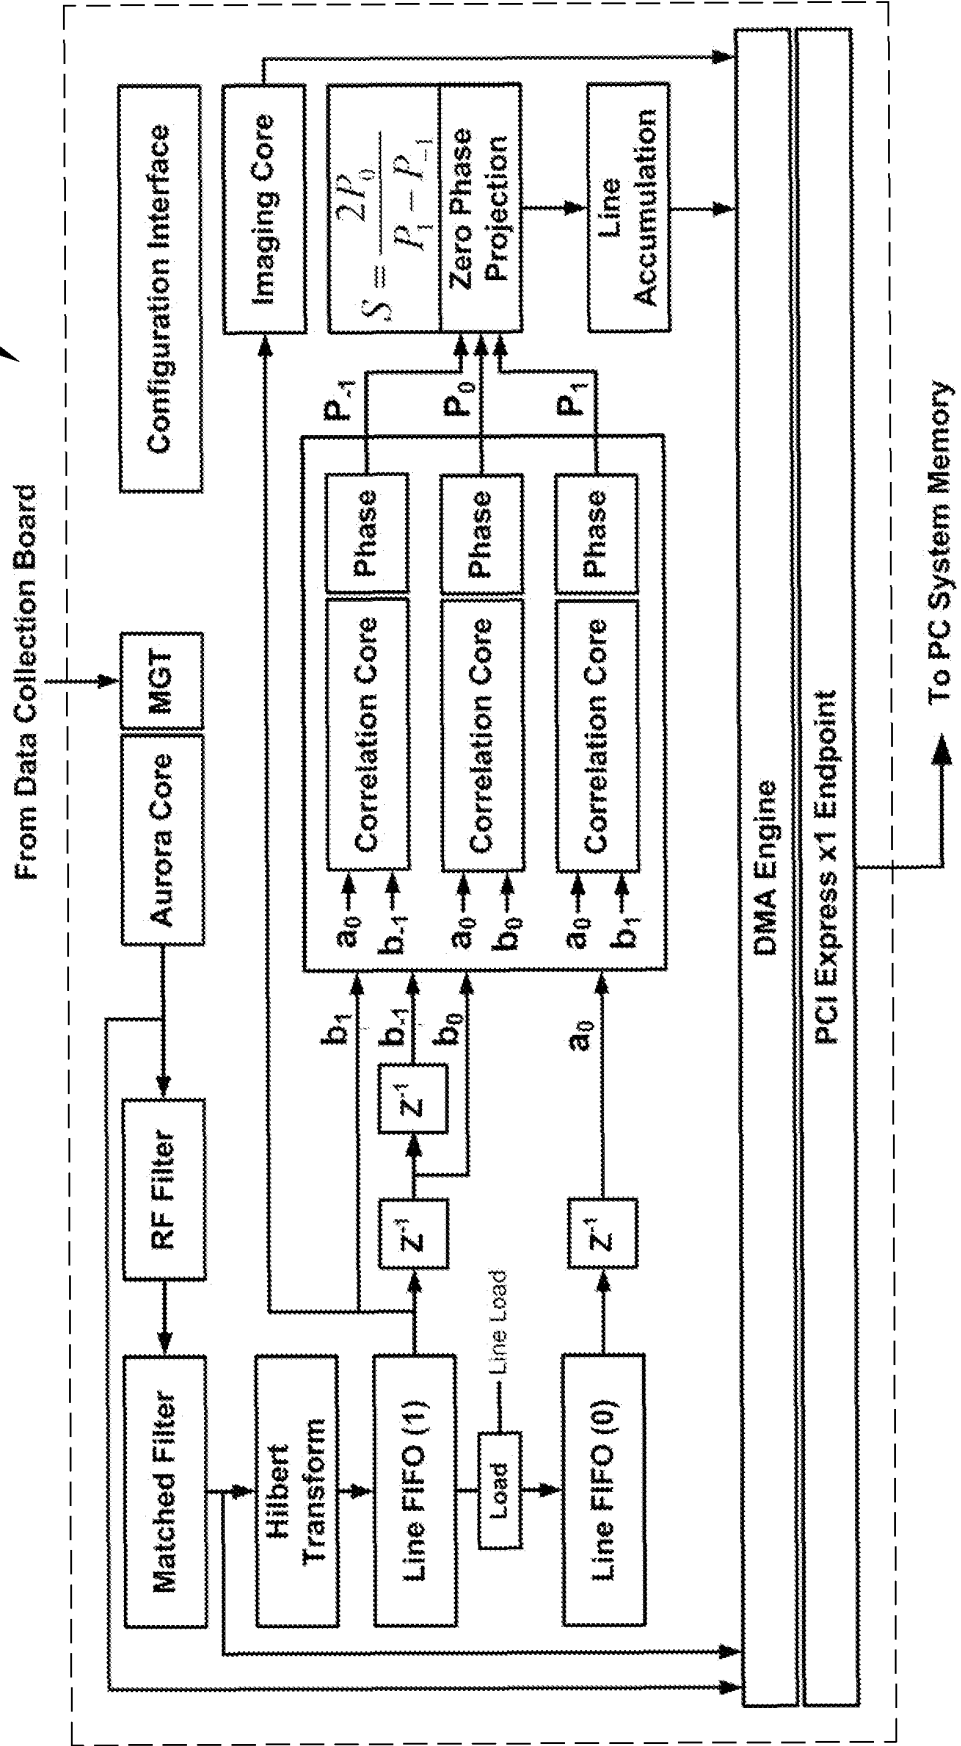 From Data Collection Board
Matched Filter
RF Filter
Aurora Core
MGT
Configuration Interface
Hilbert
Transform
Imaging Core
Line FIFO (1)
Z⁻¹
Z⁻¹
b₁
b₋₁
b₀
a₀
b₋₁
Correlation Core
Phase
P₋₁
S = 2P₀ / (P₁ − P₋₁)
Zero Phase
Projection
Load
Line Load
a₀
b₀
Correlation Core
Phase
P₀
Line FIFO (0)
Z⁻¹
a₀
a₀
b₁
Correlation Core
Phase
P₁
Line
Accumulation
DMA Engine
PCI Express x1 Endpoint
To PC System Memory